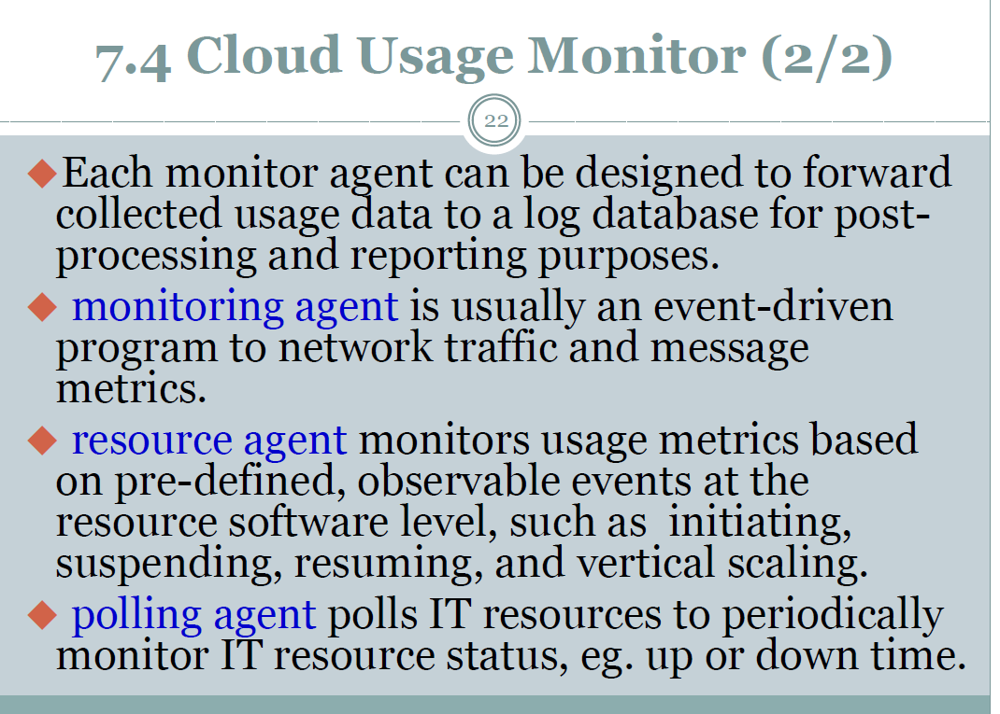 7.4 Cloud Usage Monitor (2/2)
22
Each monitor agent can be designed to forward
collected usage data to a log database for post-
processing and reporting purposes.
monitoring agent is usually an event-driven
program to network traffic and message
metrics.
resource agent monitors usage metrics based
on pre-defined, observable events at the
resource software level, such as  initiating,
suspending, resuming, and vertical scaling.
polling agent polls IT resources to periodically
monitor IT resource status, eg. up or down time.